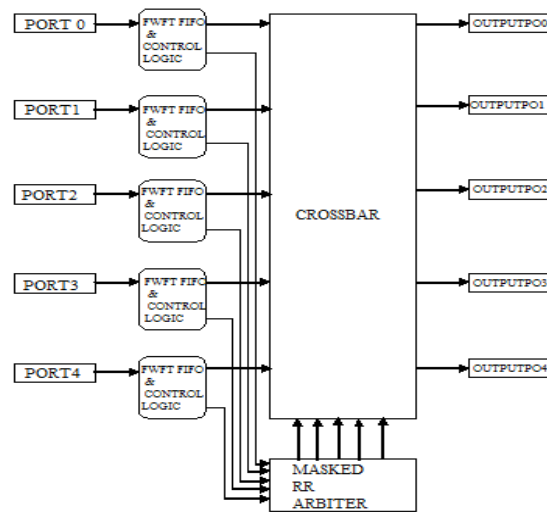 PORT 0
FWFT FIFO
&
CONTROL
LOGIC
OUTPUTPO0
PORT1
FWFT FIFO
&
CONTROL
LOGIC
OUTPUTPO1
PORT2
FWFT FIFO
&
CONTROL
LOGIC
CROSSBAR
OUTPUTPO2
PORT3
FWFT FIFO
&
CONTROL
LOGIC
OUTPUTPO3
PORT4
FWFT FIFO
&
CONTROL
LOGIC
OUTPUTPO4
MASKED
RR
ARBITER